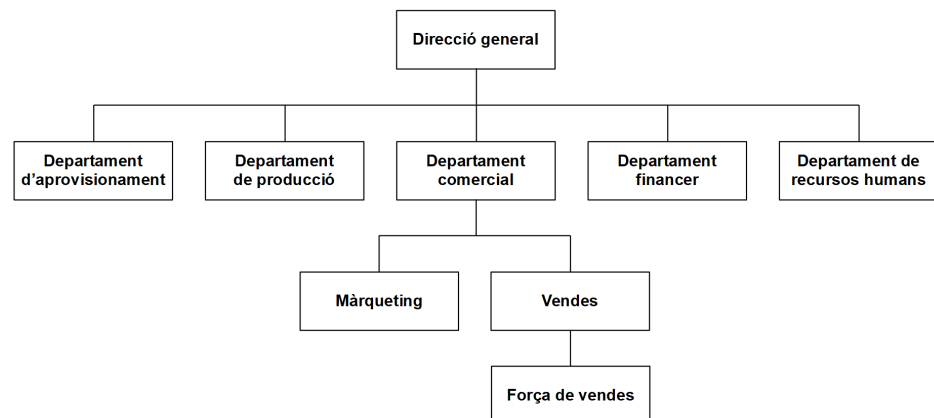 Direcció general
Departament
d’aprovisionament
Departament
de producció
Departament
comercial
Departament
financer
Departament de
recursos humans
Màrqueting
Vendes
Força de vendes